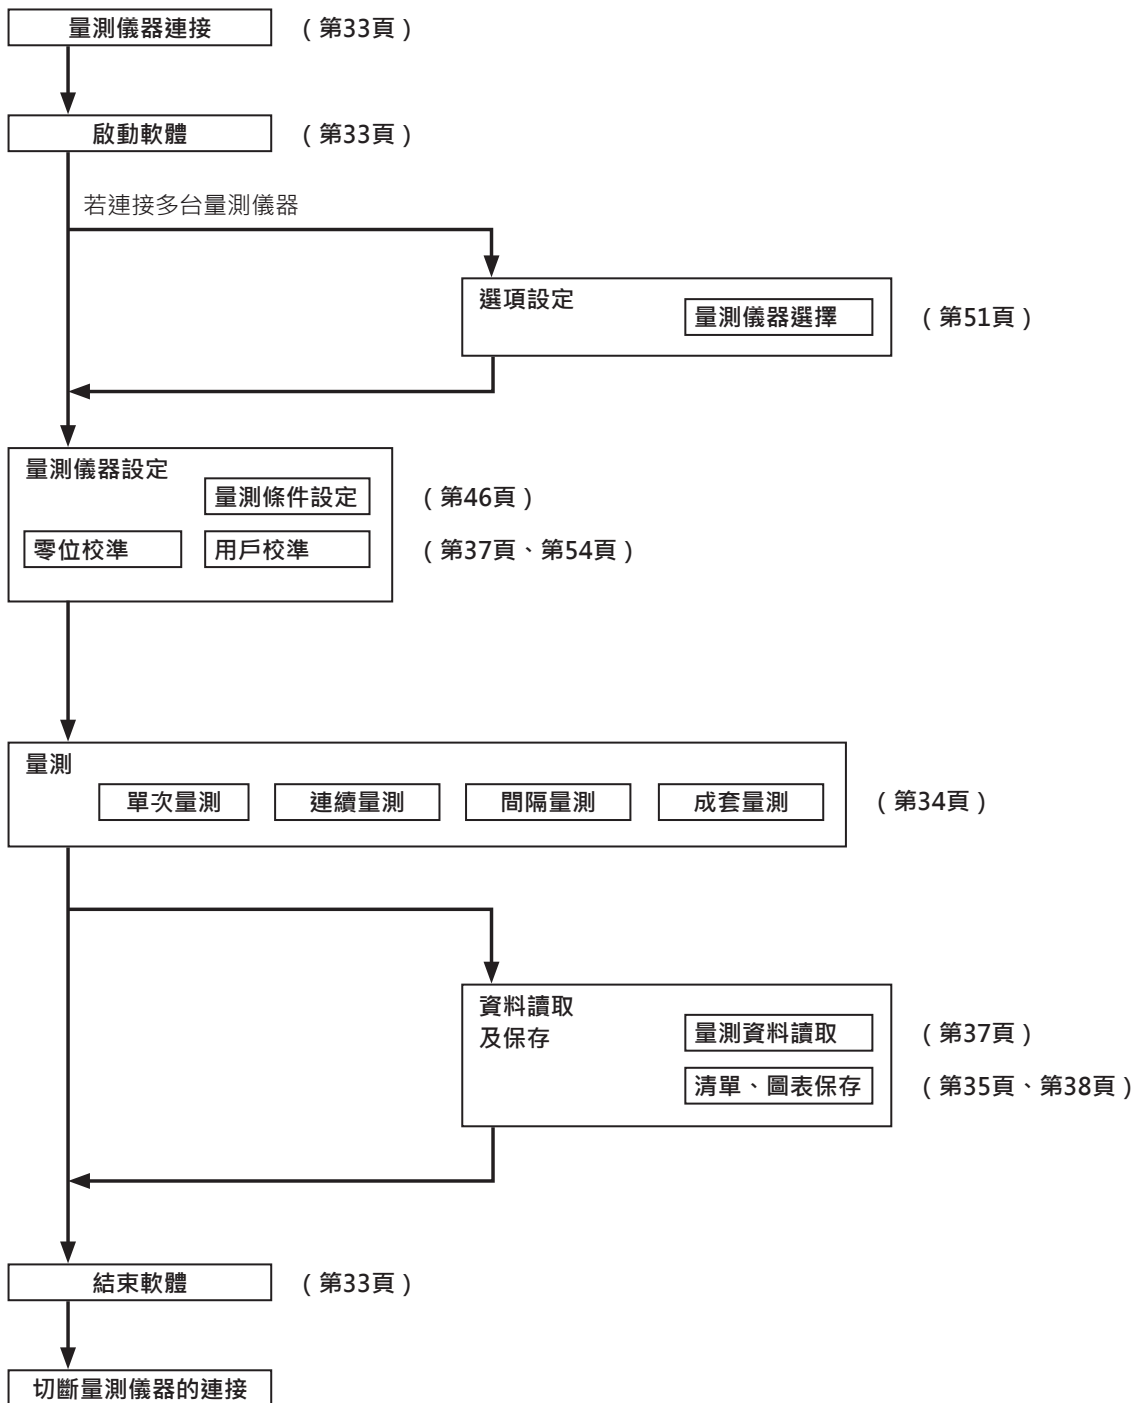 量測儀器連接 (第33頁)
啟動軟體 (第33頁)
若連接多台量測儀器
選項設定
量測儀器選擇 (第51頁)
量測儀器設定
量測條件設定 (第46頁)
零位校準 用戶校準 (第37頁、第54頁)
量測
單次量測 連續量測 間隔量測 成套量測 (第34頁)
資料讀取
及保存
量測資料讀取 (第37頁)
清單、圖表保存 (第35頁、第38頁)
結束軟體 (第33頁)
切斷量測儀器的連接